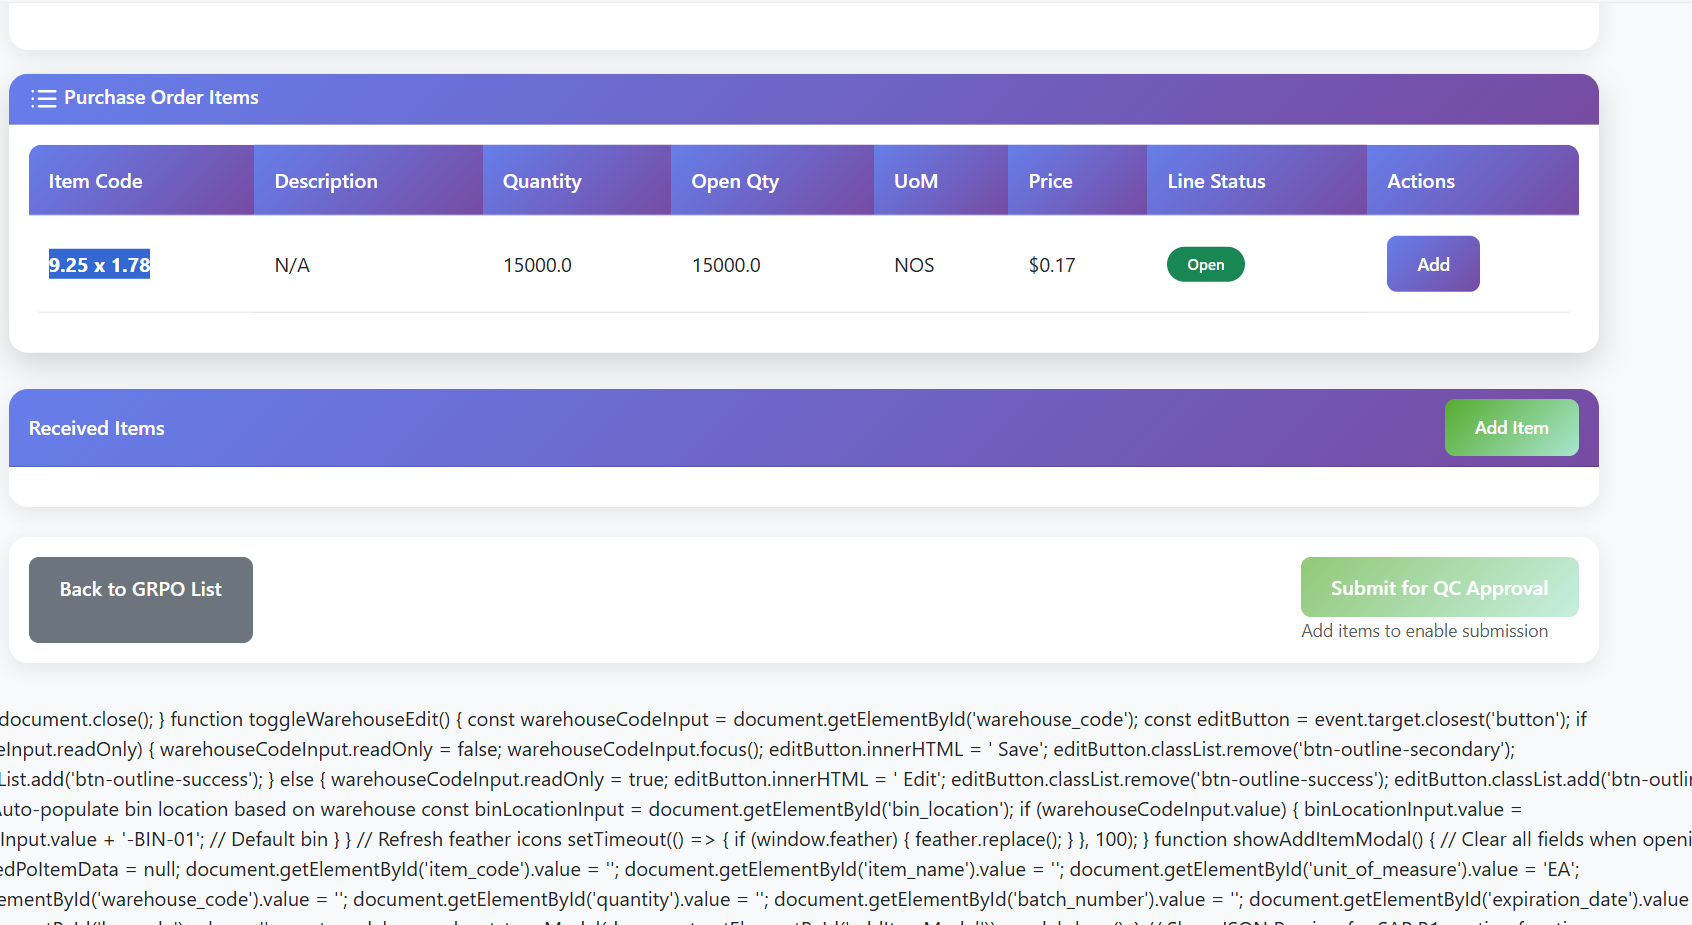 Purchase Order Items
Item Code Description Quantity Open Qty UoM Price Line Status Actions
9.25 x 1.78 N/A 15000.0 15000.0 NOS $0.17 Open Add
Received Items Add Item
Back to GRPO List Submit for QC Approval
Add items to enable submission
document.close(); } function toggleWarehouseEdit() { const warehouseCodeInput = document.getElementById('warehouse_code'); const editButton = event.target.closest('button'); if
eInput.readOnly) { warehouseCodeInput.readOnly = false; warehouseCodeInput.focus(); editButton.innerHTML = ' Save'; editButton.classList.remove('btn-outline-secondary');
List.add('btn-outline-success'); } else { warehouseCodeInput.readOnly = true; editButton.innerHTML = ' Edit'; editButton.classList.remove('btn-outline-success'); editButton.classList.add('btn-outlin
Auto-populate bin location based on warehouse const binLocationInput = document.getElementById('bin_location'); if (warehouseCodeInput.value) { binLocationInput.value =
Input.value + '-BIN-01'; // Default bin } } // Refresh feather icons setTimeout(() => { if (window.feather) { feather.replace(); } }, 100); } function showAddItemModal() { // Clear all fields when openi
edPoItemData = null; document.getElementById('item_code').value = ''; document.getElementById('item_name').value = ''; document.getElementById('unit_of_measure').value = 'EA';
ementById('warehouse_code').value = ''; document.getElementById('quantity').value = ''; document.getElementById('batch_number').value = ''; document.getElementById('expiration_date').value